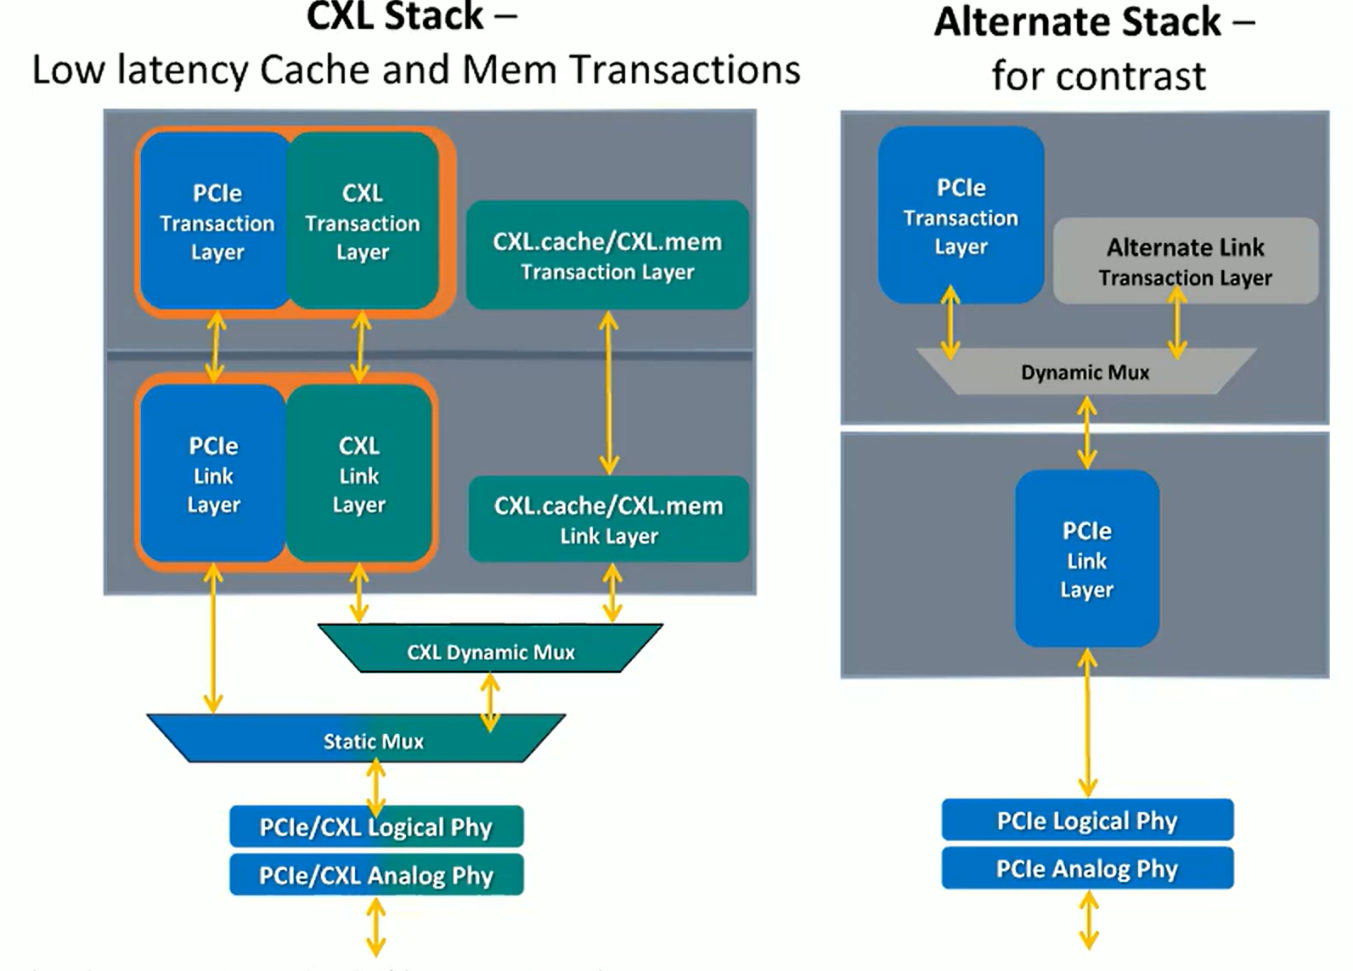 CXL Stack –
Low latency Cache and Mem Transactions
PCIe
Transaction
Layer
CXL
Transaction
Layer
CXL.cache/CXL.mem
Transaction Layer
PCIe
Link
Layer
CXL
Link
Layer
CXL.cache/CXL.mem
Link Layer
CXL Dynamic Mux
Static Mux
PCIe/CXL Logical Phy
PCIe/CXL Analog Phy
Alternate Stack –
for contrast
PCIe
Transaction
Layer
Alternate Link
Transaction Layer
Dynamic Mux
PCIe
Link
Layer
PCIe Logical Phy
PCIe Analog Phy